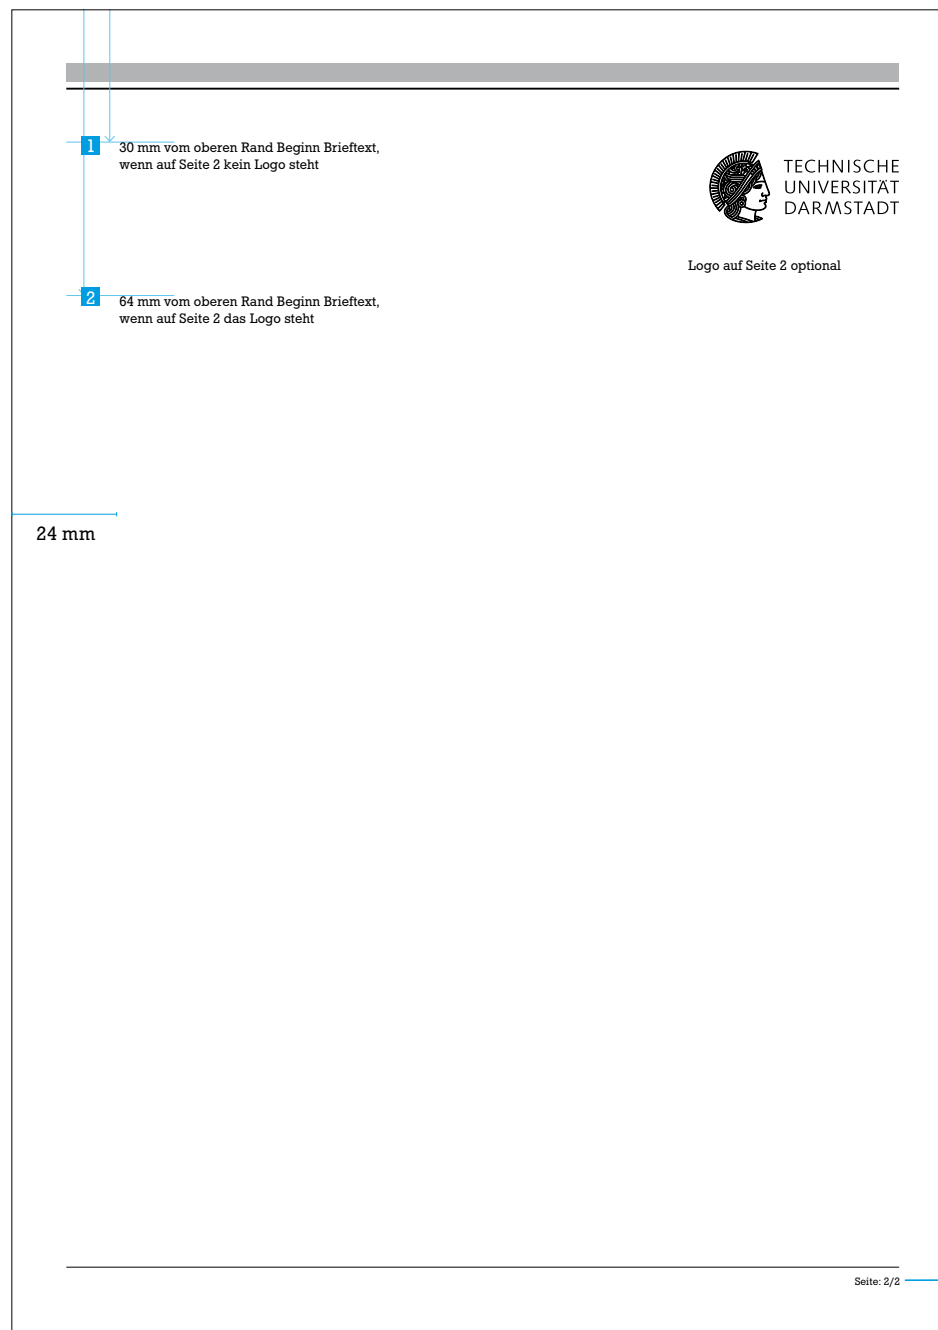 1
30 mm vom oberen Rand Beginn Brieftext,
wenn auf Seite 2 kein Logo steht
TECHNISCHE
UNIVERSITÄT
DARMSTADT
Logo auf Seite 2 optional
2
64 mm vom oberen Rand Beginn Brieftext,
wenn auf Seite 2 das Logo steht
24 mm
Seite: 2/2